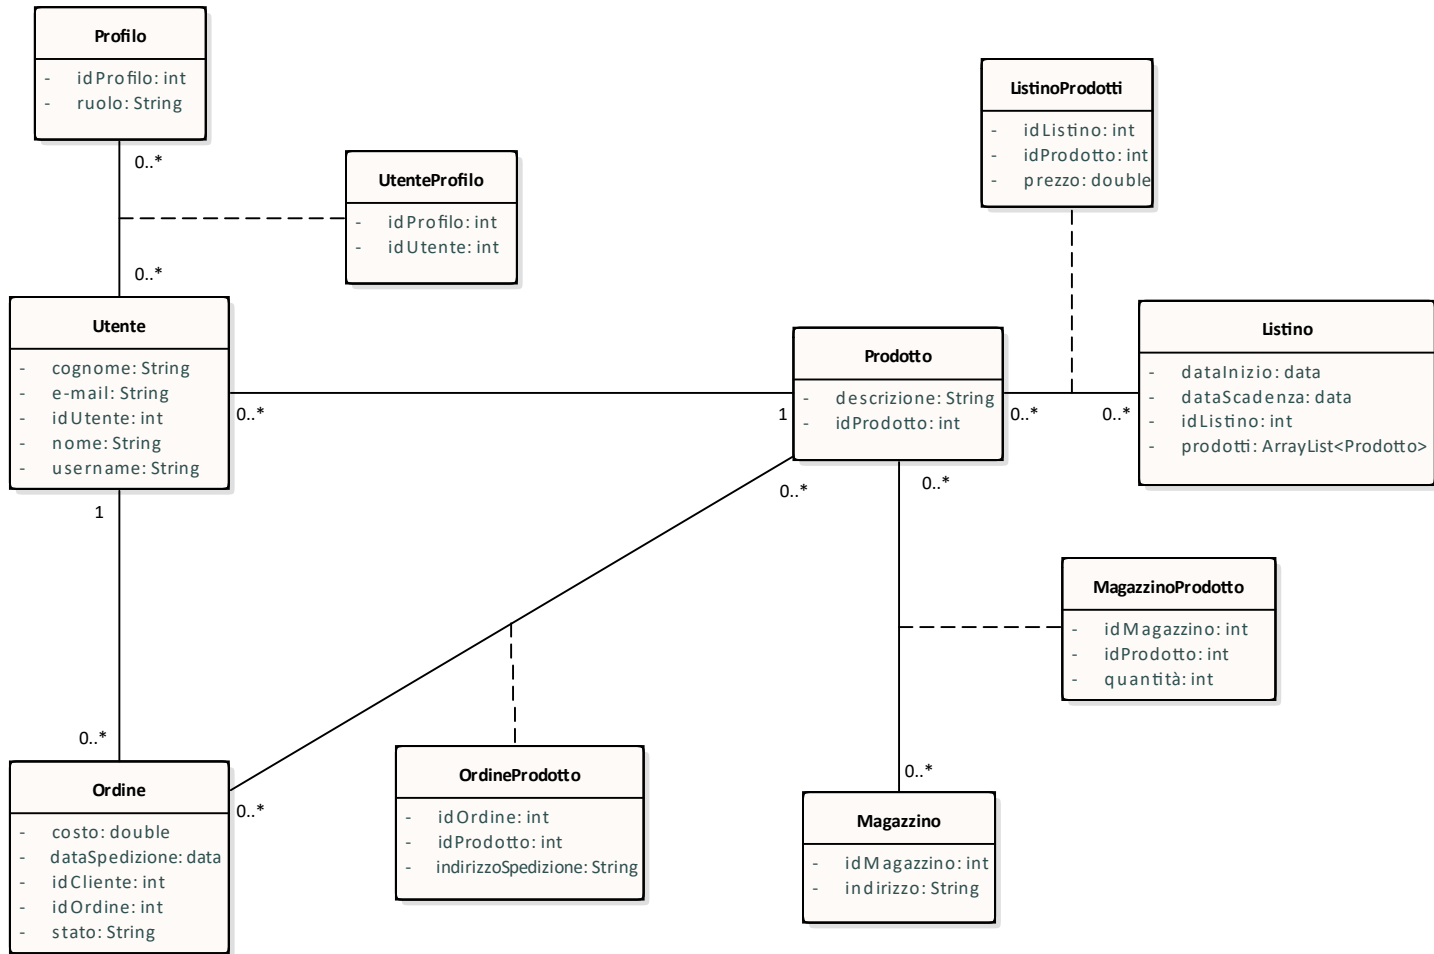 Profilo
- idProfilo: int
- ruolo: String
0..*
0..*
UtenteProfilo
- idProfilo: int
- idUtente: int
ListinoProdotti
- idListino: int
- idProdotto: int
- prezzo: double
Utente
- cognome: String
- e-mail: String
- idUtente: int
- nome: String
- username: String
0..*
1
Prodotto
- descrizione: String
- idProdotto: int
0..*
0..*
Listino
- dataInizio: data
- dataScadenza: data
- idListino: int
- prodotti: ArrayList<Prodotto>
1
0..*
0..*
0..*
MagazzinoProdotto
- idMagazzino: int
- idProdotto: int
- quantità: int
0..*
0..*
Ordine
- costo: double
- dataSpedizione: data
- idCliente: int
- idOrdine: int
- stato: String
OrdineProdotto
- idOrdine: int
- idProdotto: int
- indirizzoSpedizione: String
Magazzino
- idMagazzino: int
- indirizzo: String